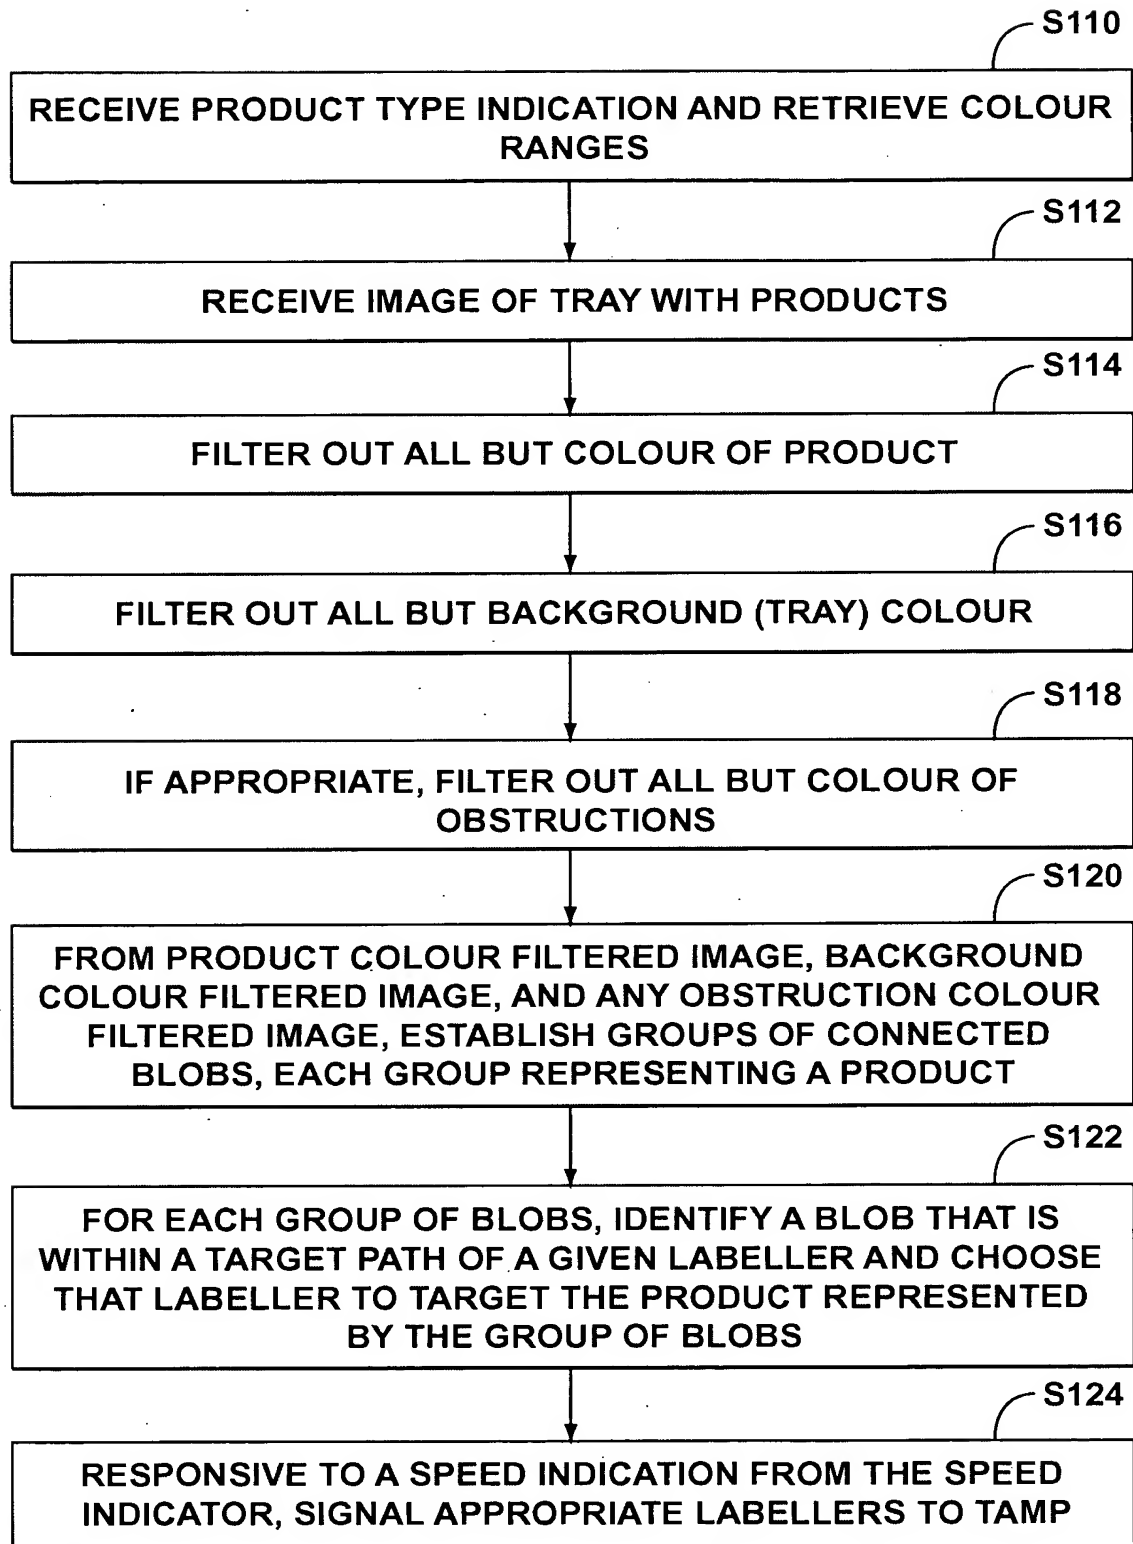 S110
RECEIVE PRODUCT TYPE INDICATION AND RETRIEVE COLOUR
RANGES
S112
RECEIVE IMAGE OF TRAY WITH PRODUCTS
S114
FILTER OUT ALL BUT COLOUR OF PRODUCT
S116
FILTER OUT ALL BUT BACKGROUND (TRAY) COLOUR
S118
IF APPROPRIATE, FILTER OUT ALL BUT COLOUR OF
OBSTRUCTIONS
S120
FROM PRODUCT COLOUR FILTERED IMAGE, BACKGROUND
COLOUR FILTERED IMAGE, AND ANY OBSTRUCTION COLOUR
FILTERED IMAGE, ESTABLISH GROUPS OF CONNECTED
BLOBS, EACH GROUP REPRESENTING A PRODUCT
S122
FOR EACH GROUP OF BLOBS, IDENTIFY A BLOB THAT IS
WITHIN A TARGET PATH OF A GIVEN LABELLER AND CHOOSE
THAT LABELLER TO TARGET THE PRODUCT REPRESENTED
BY THE GROUP OF BLOBS
S124
RESPONSIVE TO A SPEED INDICATION FROM THE SPEED
INDICATOR, SIGNAL APPROPRIATE LABELLERS TO TAMP